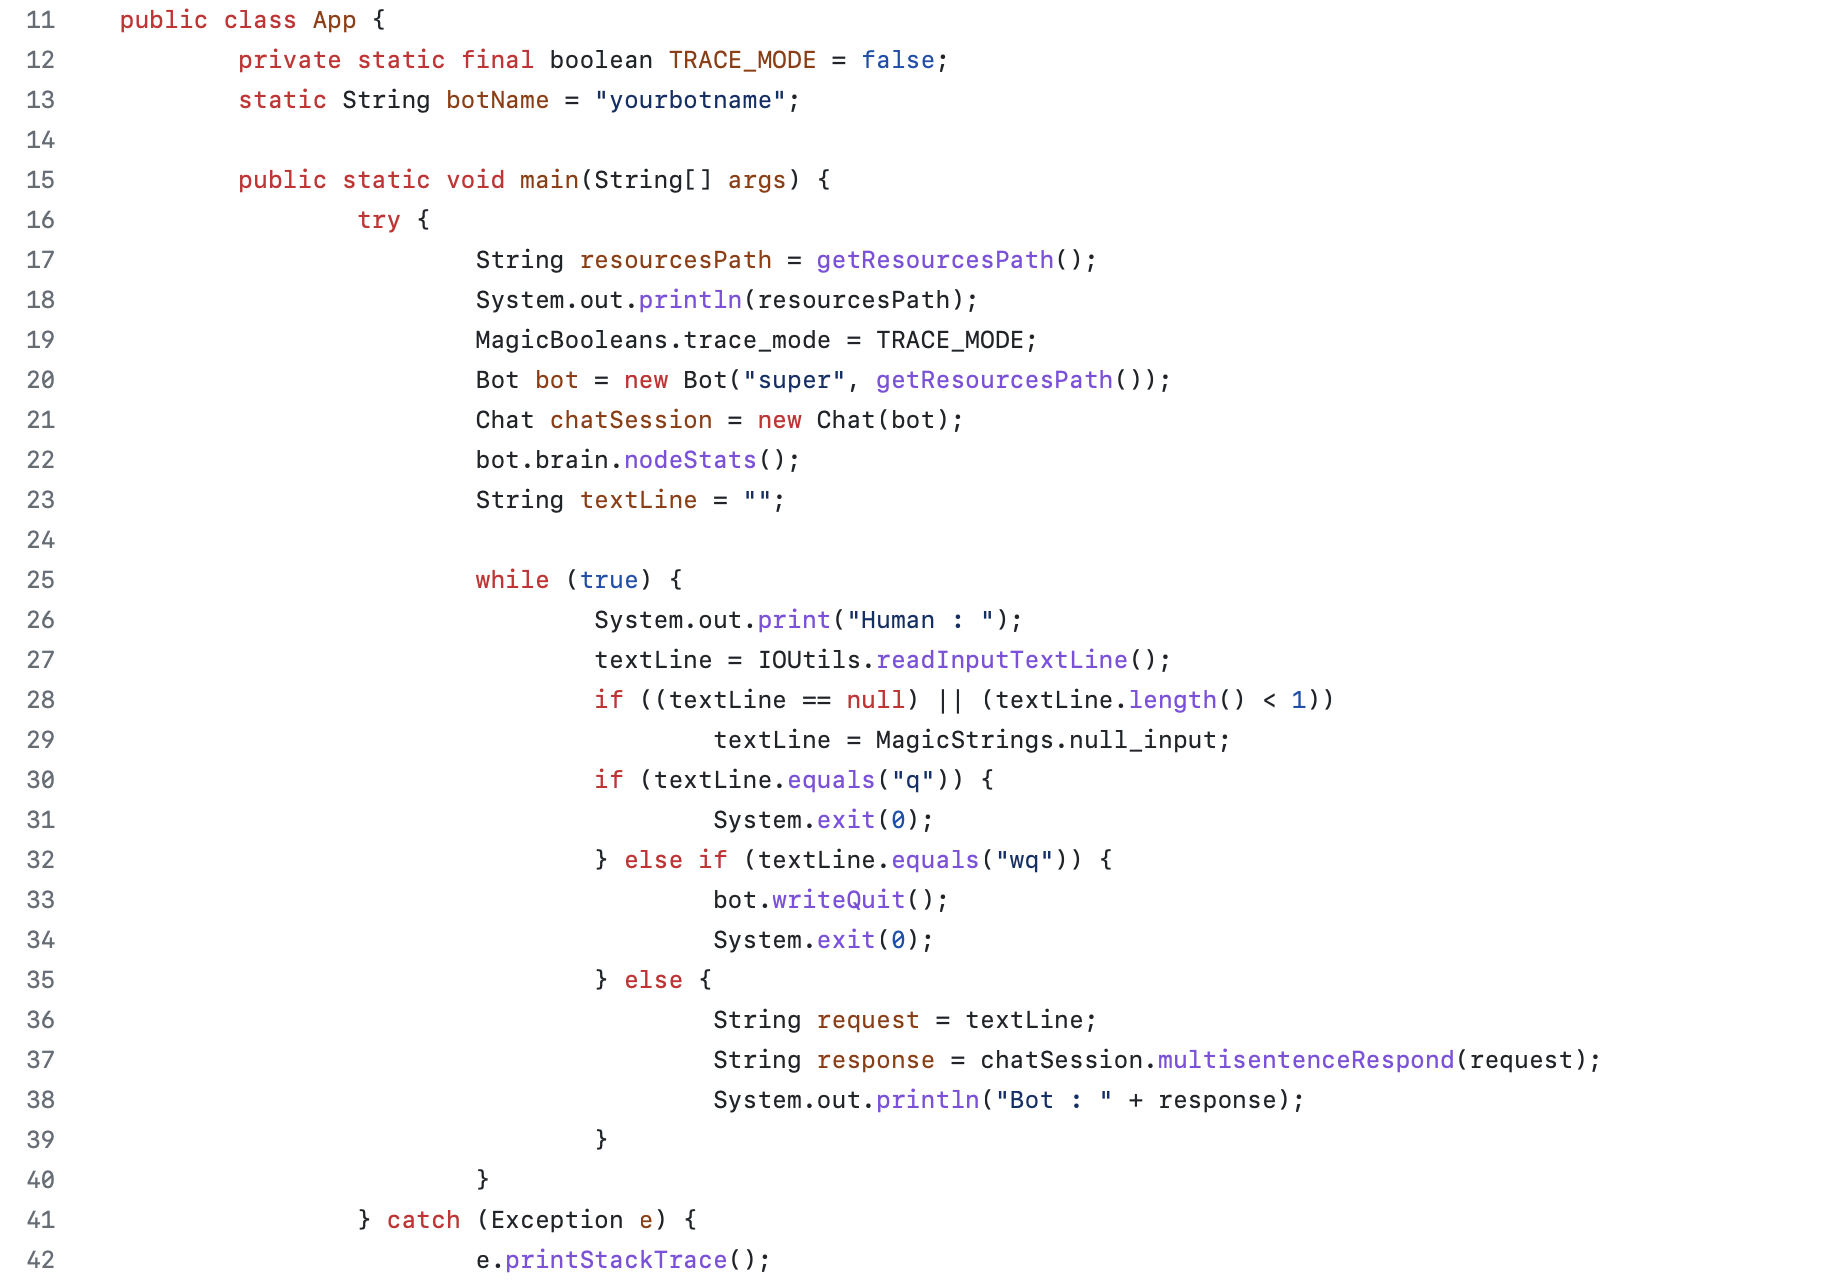 11 public class App {
12 private static final boolean TRACE_MODE = false;
13 static String botName = "yourbotname";
14
15 public static void main(String[] args) {
16 try {
17 String resourcesPath = getResourcesPath();
18 System.out.println(resourcesPath);
19 MagicBooleans.trace_mode = TRACE_MODE;
20 Bot bot = new Bot("super", getResourcesPath());
21 Chat chatSession = new Chat(bot);
22 bot.brain.nodeStats();
23 String textLine = "";
24
25 while (true) {
26 System.out.print("Human : ");
27 textLine = IOUtils.readInputTextLine();
28 if ((textLine == null) || (textLine.length() < 1))
29 textLine = MagicStrings.null_input;
30 if (textLine.equals("q")) {
31 System.exit(0);
32 } else if (textLine.equals("wq")) {
33 bot.writeQuit();
34 System.exit(0);
35 } else {
36 String request = textLine;
37 String response = chatSession.multisentenceRespond(request);
38 System.out.println("Bot : " + response);
39 }
40 }
41 } catch (Exception e) {
42 e.printStackTrace();